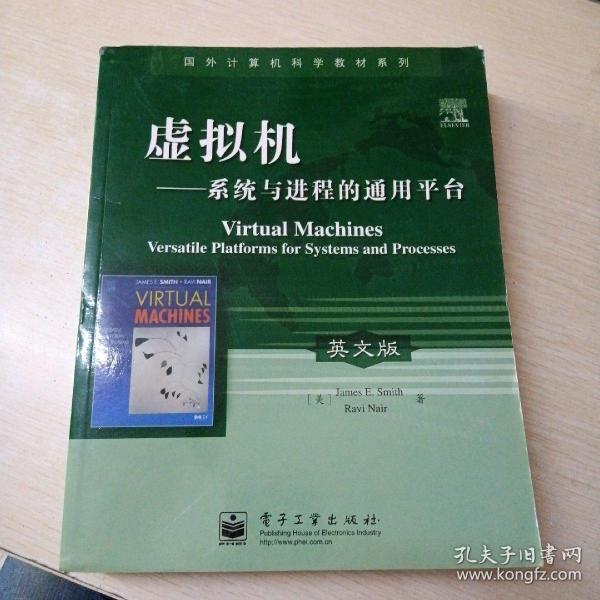 国外计算机科学教材系列
ELSEVIER
虚拟机
——系统与进程的通用平台
Virtual Machines
Versatile Platforms for Systems and Processes
JAMES E. SMITH • RAVI NAIR
VIRTUAL
MACHINES
英文版
[美] James E. Smith
Ravi Nair 著
電子工業出版社
Publishing House of Electronics Industry
http://www.phei.com.cn
孔夫子旧书网
www.kongfz.com